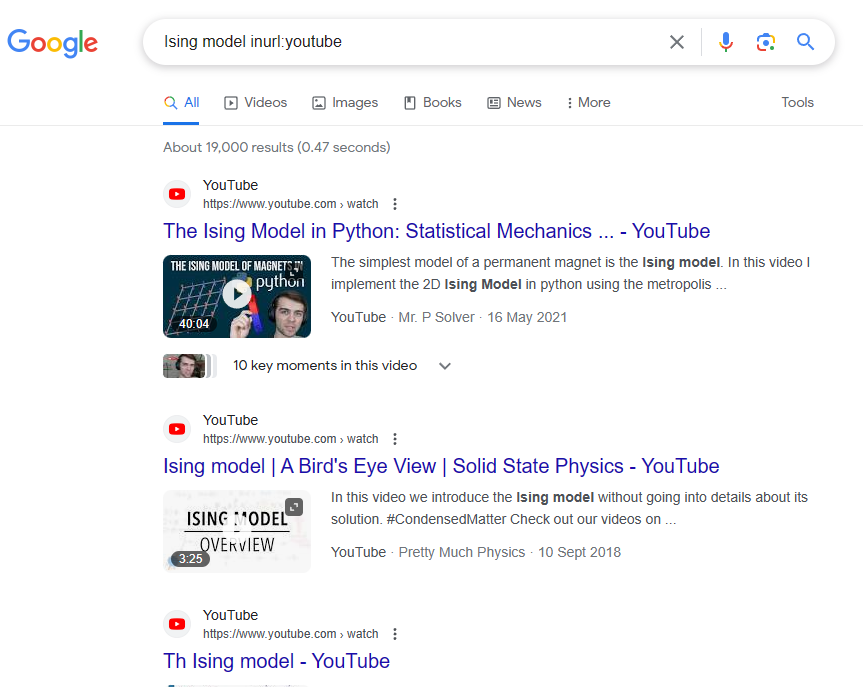 Google
Ising model inurl:youtube
All Videos Images Books News More Tools
About 19,000 results (0.47 seconds)
YouTube
https://www.youtube.com › watch
The Ising Model in Python: Statistical Mechanics ... - YouTube
THE ISING MODEL OF MAGNETS IN
python
40:04
The simplest model of a permanent magnet is the Ising model. In this video I
implement the 2D Ising Model in python using the metropolis ...
YouTube · Mr. P Solver · 16 May 2021
10 key moments in this video
YouTube
https://www.youtube.com › watch
Ising model | A Bird's Eye View | Solid State Physics - YouTube
ISING MODEL
OVERVIEW
3:25
In this video we introduce the Ising model without going into details about its
solution. #CondensedMatter Check out our videos on ...
YouTube · Pretty Much Physics · 10 Sept 2018
YouTube
https://www.youtube.com › watch
Th Ising model - YouTube